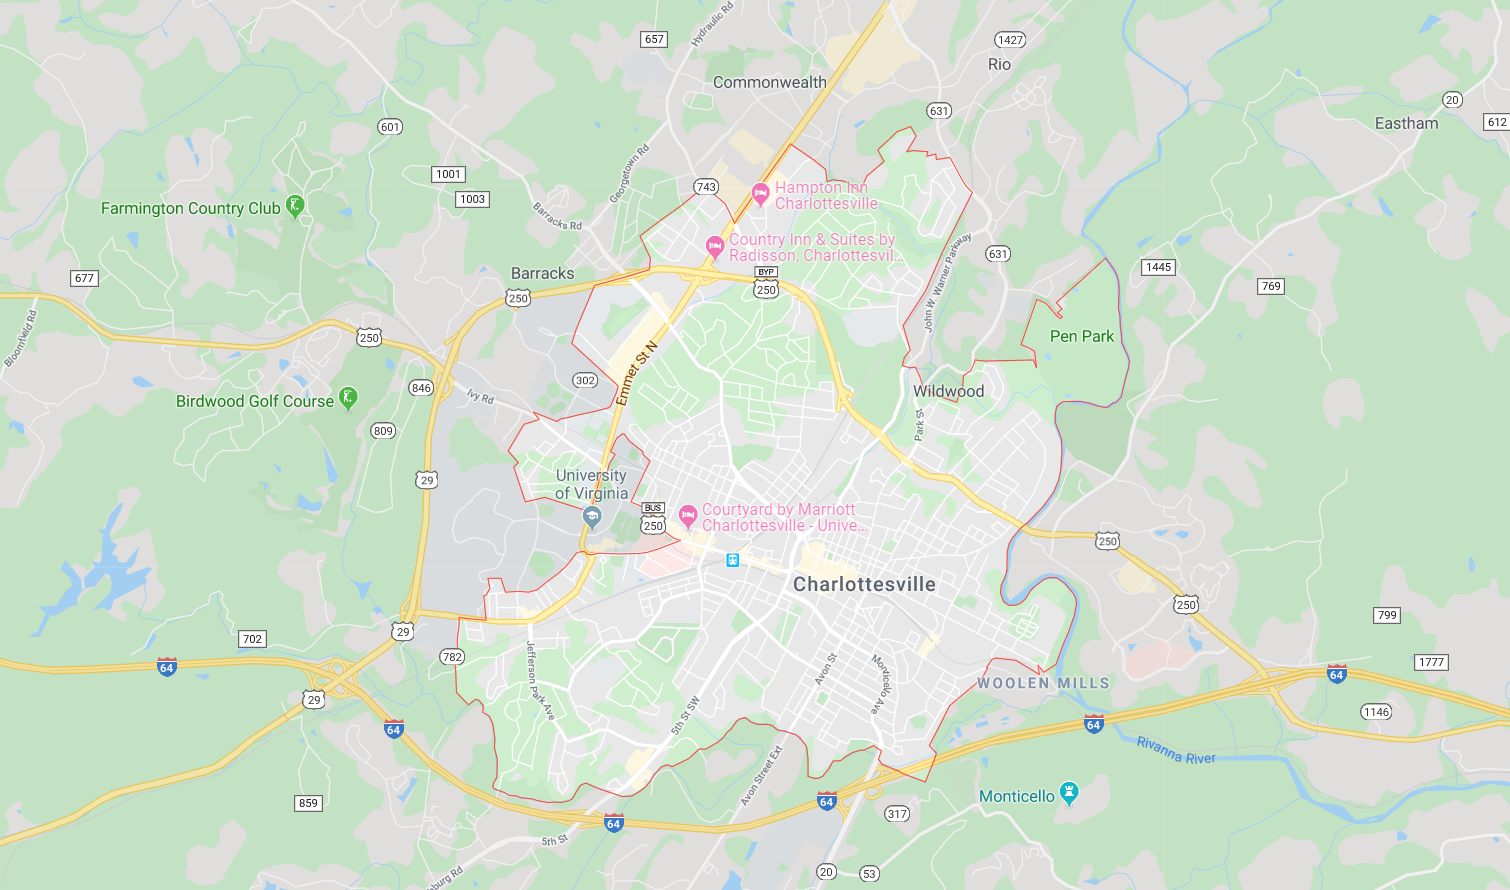 Hydraulic Rd
657
1427
Rio
Commonwealth
20
612
Eastham
631
601
1001
743
1003
Georgetown Rd
Barracks Rd
Hampton Inn
Charlottesville
Farmington Country Club
Country Inn & Suites by
Radisson, Charlottesvil...
John W. Warner Parkway
631
1445
769
677
Barracks
BYP
250
250
Bloomfield Rd
250
Pen Park
Emmet St N
302
846
Ivy Rd
Wildwood
Birdwood Golf Course
Park St
809
29
University
of Virginia
BUS
250
Courtyard by Marriott
Charlottesville - Unive...
250
Charlottesville
250
799
29
702
782
64
Jefferson Park Ave
Avon St
Monticello Ave
WOOLEN MILLS
1777
64
29
5th St SW
1146
64
64
Rivanna River
Avon Street Ext
Monticello
859
64
317
64
5th St
burg Rd
20
53